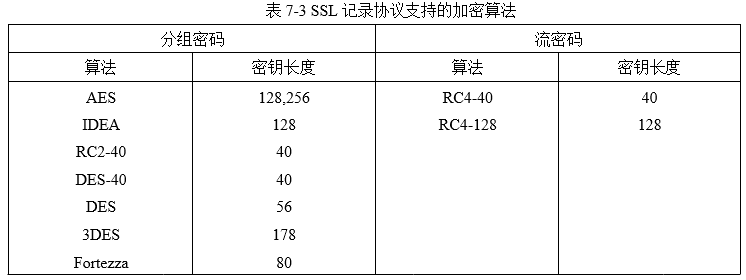 表 7-3 SSL 记录协议支持的加密算法
分组密码 流密码
算法 密钥长度 算法 密钥长度
AES 128,256 RC4-40 40
IDEA 128 RC4-128 128
RC2-40 40
DES-40 40
DES 56
3DES 178
Fortezza 80